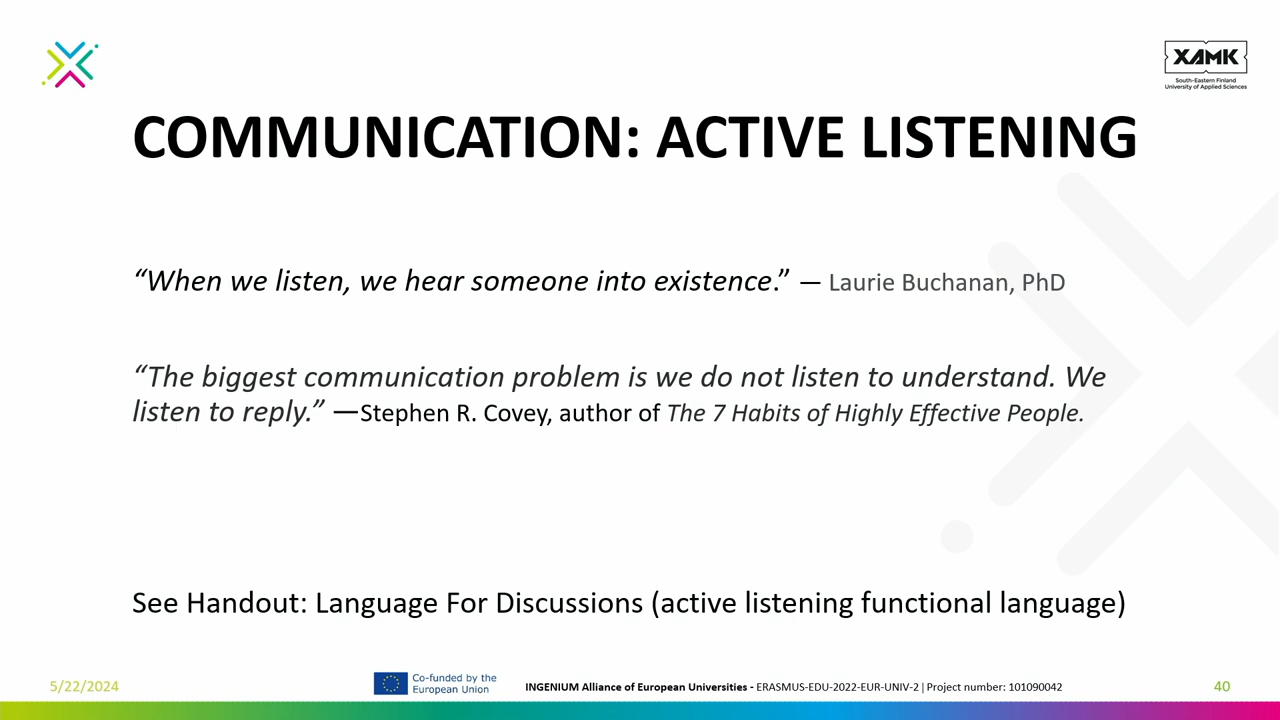 XAMK
South-Eastern Finland
University of Applied Sciences
COMMUNICATION: ACTIVE LISTENING
“When we listen, we hear someone into existence.” — Laurie Buchanan, PhD
“The biggest communication problem is we do not listen to understand. We
listen to reply.” —Stephen R. Covey, author of The 7 Habits of Highly Effective People.
See Handout: Language For Discussions (active listening functional language)
5/22/2024
Co-funded by the
European Union
INGENIUM Alliance of European Universities - ERASMUS-EDU-2022-EUR-UNIV-2 | Project number: 101090042
40